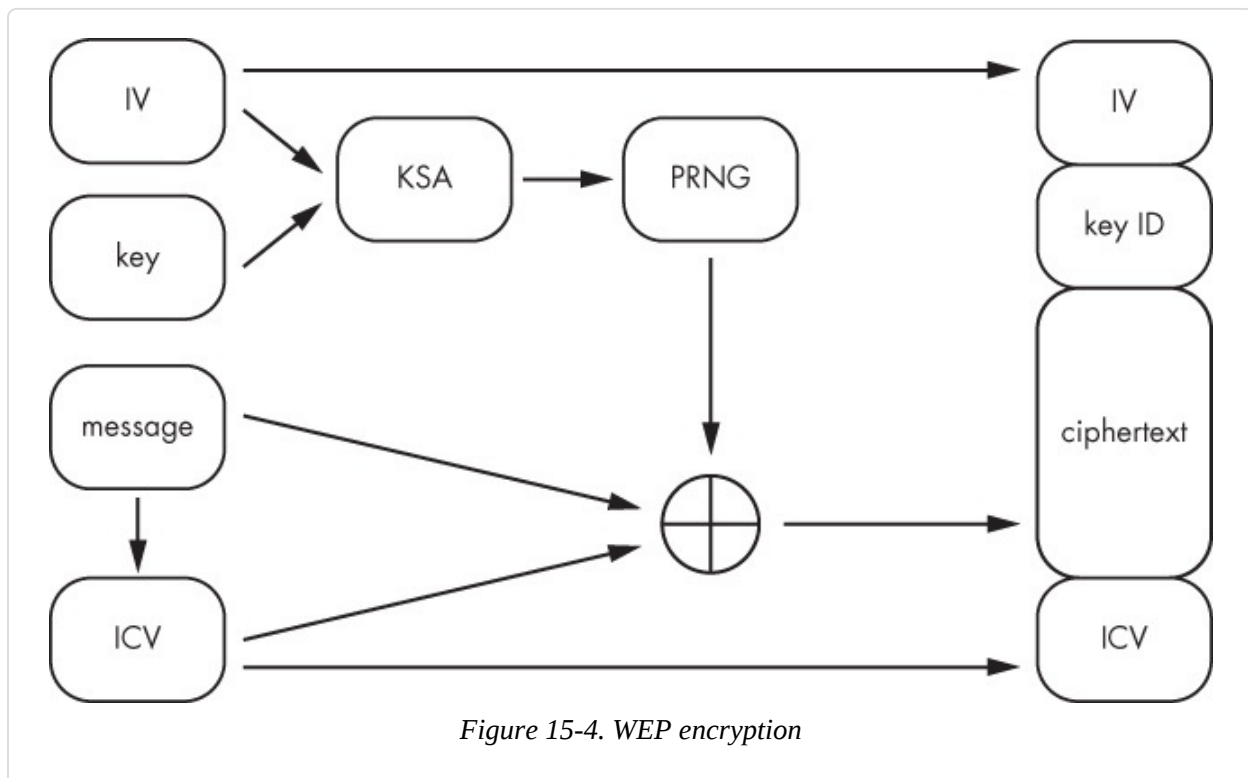 IV
key
message
ICV
KSA
PRNG
IV
key ID
ciphertext
ICV
Figure 15-4. WEP encryption